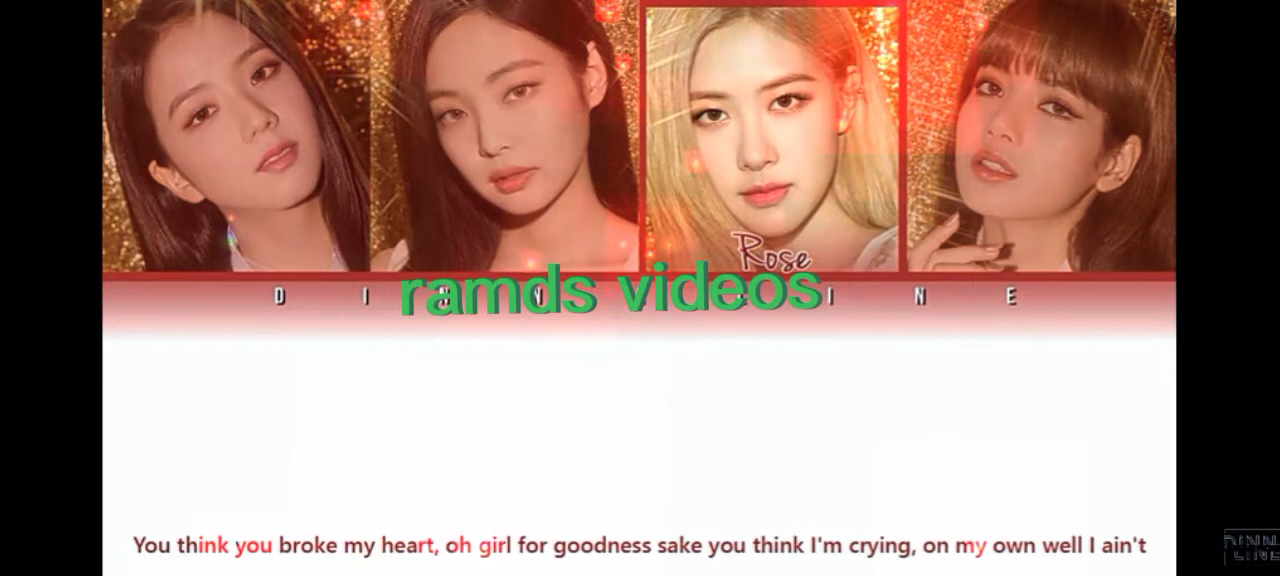 Rose
ramds videos
You think you broke my heart, oh girl for goodness sake you think I'm crying, on my own well I ain't